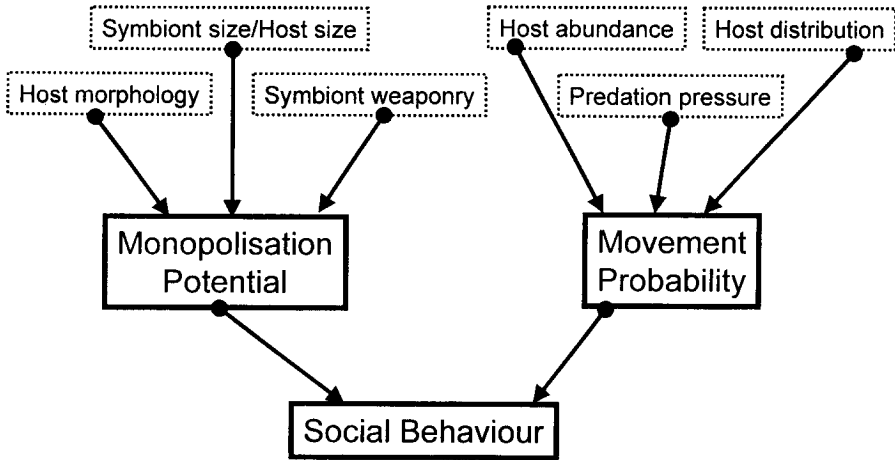 Symbiont size/Host size
Host morphology
Symbiont weaponry
Host abundance
Host distribution
Predation pressure
Monopolisation
Potential
Movement
Probability
Social Behaviour